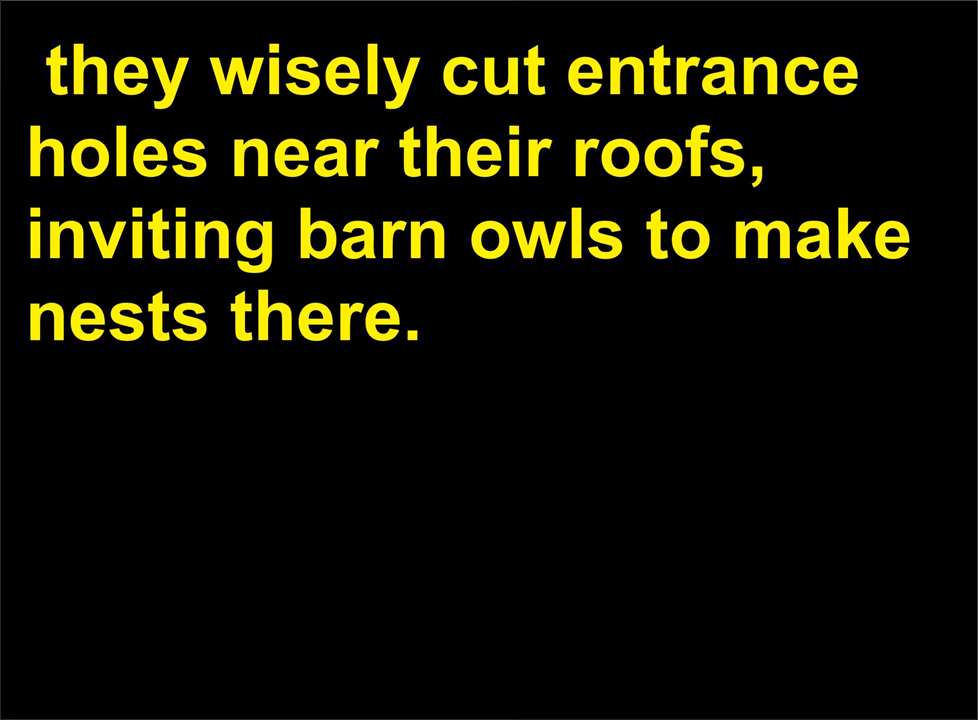 they wisely cut entrance
holes near their roofs,
inviting barn owls to make
nests there.